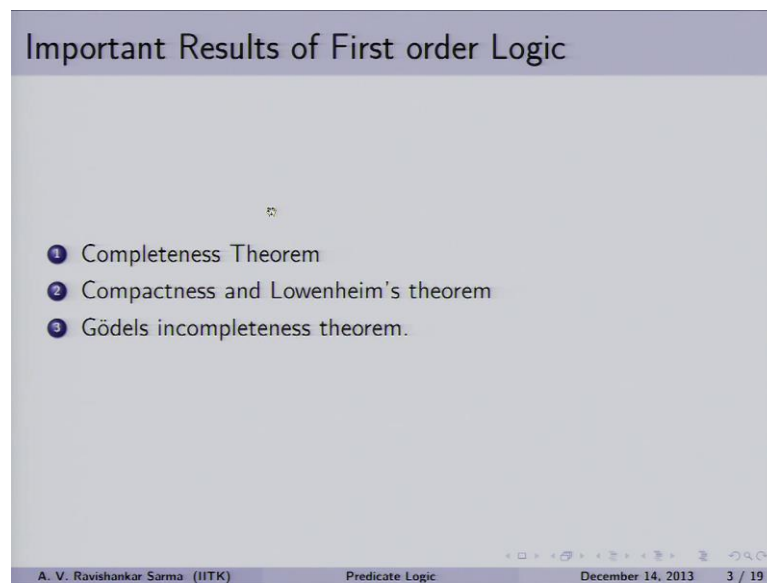 Important Results of First order Logic
1 Completeness Theorem
2 Compactness and Lowenheim's theorem
3 Gödels incompleteness theorem.
A. V. Ravishankar Sarma (IITK) Predicate Logic December 14, 2013 3 / 19